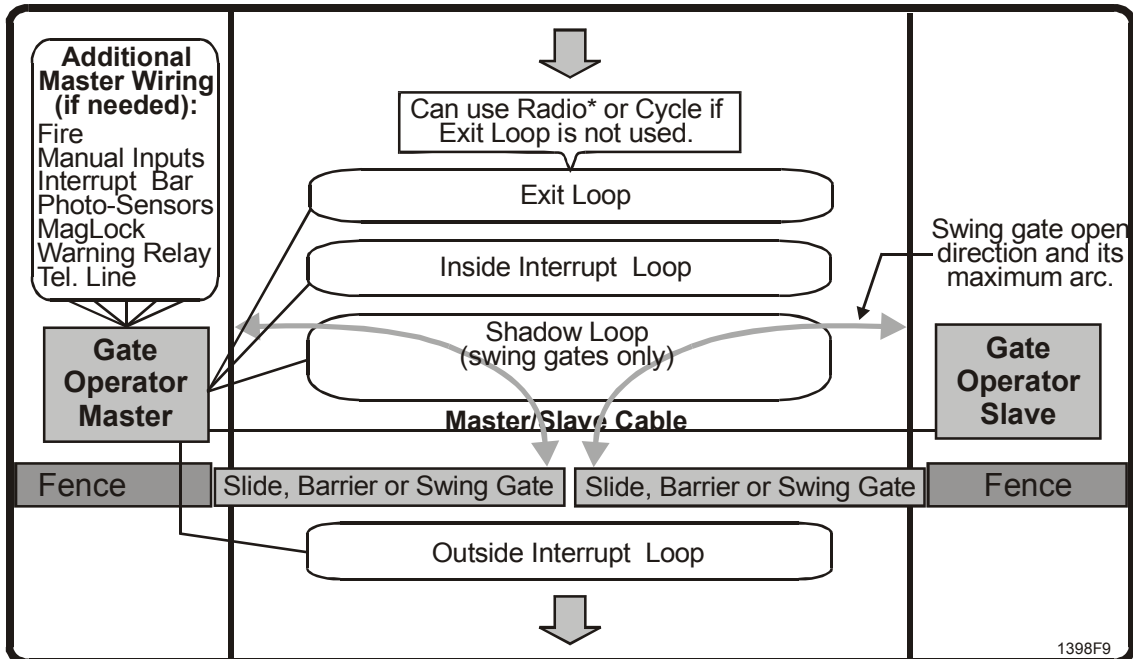 Additional
Master Wiring
(if needed):
Fire
Manual Inputs
Interrupt Bar
Photo-Sensors
MagLock
Warning Relay
Tel. Line
Can use Radio* or Cycle if
Exit Loop is not used.
Exit Loop
Inside Interrupt Loop
Swing gate open
direction and its
maximum arc.
Shadow Loop
(swing gates only)
Gate
Operator
Master
Gate
Operator
Slave
Master/Slave Cable
Fence
Slide, Barrier or Swing Gate
Slide, Barrier or Swing Gate
Fence
Outside Interrupt Loop
1398F9